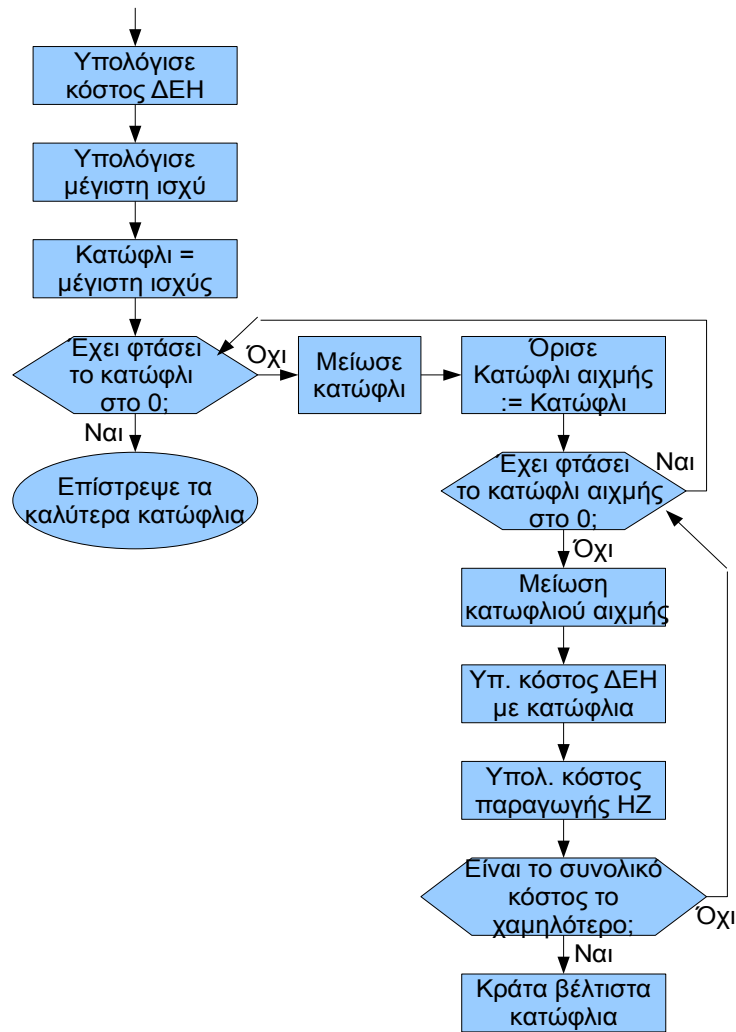 Υπολόγισε
κόστος ΔΕΗ
Υπολόγισε
μέγιστη ισχύ
Κατώφλι =
μέγιστη ισχύς
Έχει φτάσει
το κατώφλι
στο 0;
Όχι
Μείωσε
κατώφλι
Όρισε
Κατώφλι αιχμής
:= Κατώφλι
Ναι
Επίστρεψε τα
καλύτερα κατώφλια
Έχει φτάσει
το κατώφλι αιχμής
στο 0;
Ναι
Όχι
Μείωση
κατωφλιού αιχμής
Υπ. κόστος ΔΕΗ
με κατώφλια
Υπολ. κόστος
παραγωγής ΗΖ
Είναι το συνολικό
κόστος το
χαμηλότερο;
Όχι
Ναι
Κράτα βέλτιστα
κατώφλια